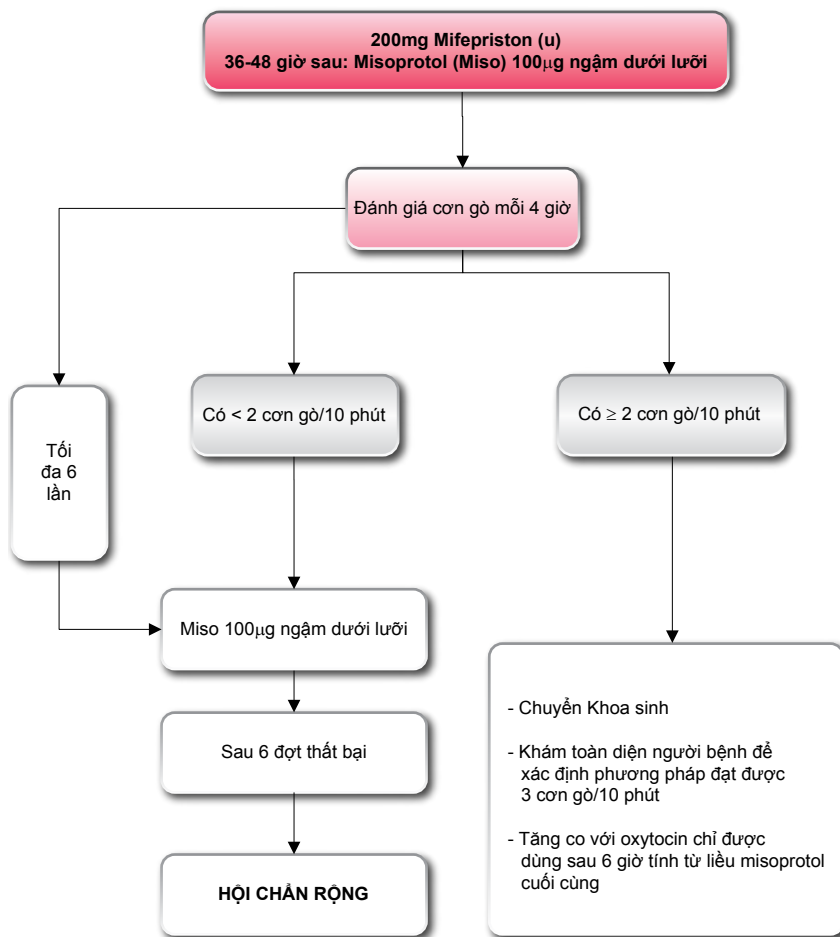 200mg Mifepriston (u)
36-48 giờ sau: Misoprotol (Miso) 100µg ngậm dưới lưỡi
Đánh giá cơn gò mỗi 4 giờ
Tối
đa 6
lần
Có < 2 cơn gò/10 phút
Có ≥ 2 cơn gò/10 phút
Miso 100µg ngậm dưới lưỡi
Sau 6 đợt thất bại
HỘI CHẨN RỘNG
- Chuyển Khoa sinh
- Khám toàn diện người bệnh để
xác định phương pháp đạt được
3 cơn gò/10 phút
- Tăng co với oxytocin chỉ được
dùng sau 6 giờ tính từ liều misoprotol
cuối cùng